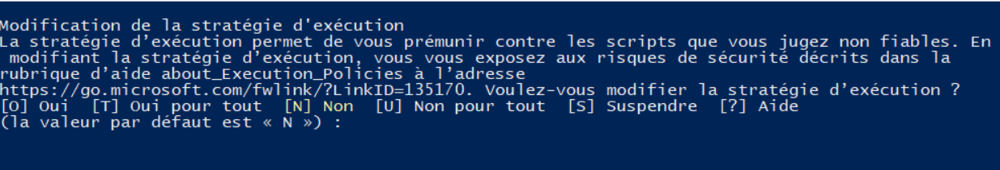 Modification de la stratégie d'exécution
La stratégie d’exécution permet de vous prémunir contre les scripts que vous jugez non fiables. En
modifiant la stratégie d’exécution, vous vous exposez aux risques de sécurité décrits dans la
rubrique d’aide about_Execution_Policies à l’adresse
https://go.microsoft.com/fwlink/?LinkID=135170. Voulez-vous modifier la stratégie d’exécution ?
[O] Oui  [T] Oui pour tout  [N] Non  [U] Non pour tout  [S] Suspendre  [?] Aide
(la valeur par défaut est « N ») :